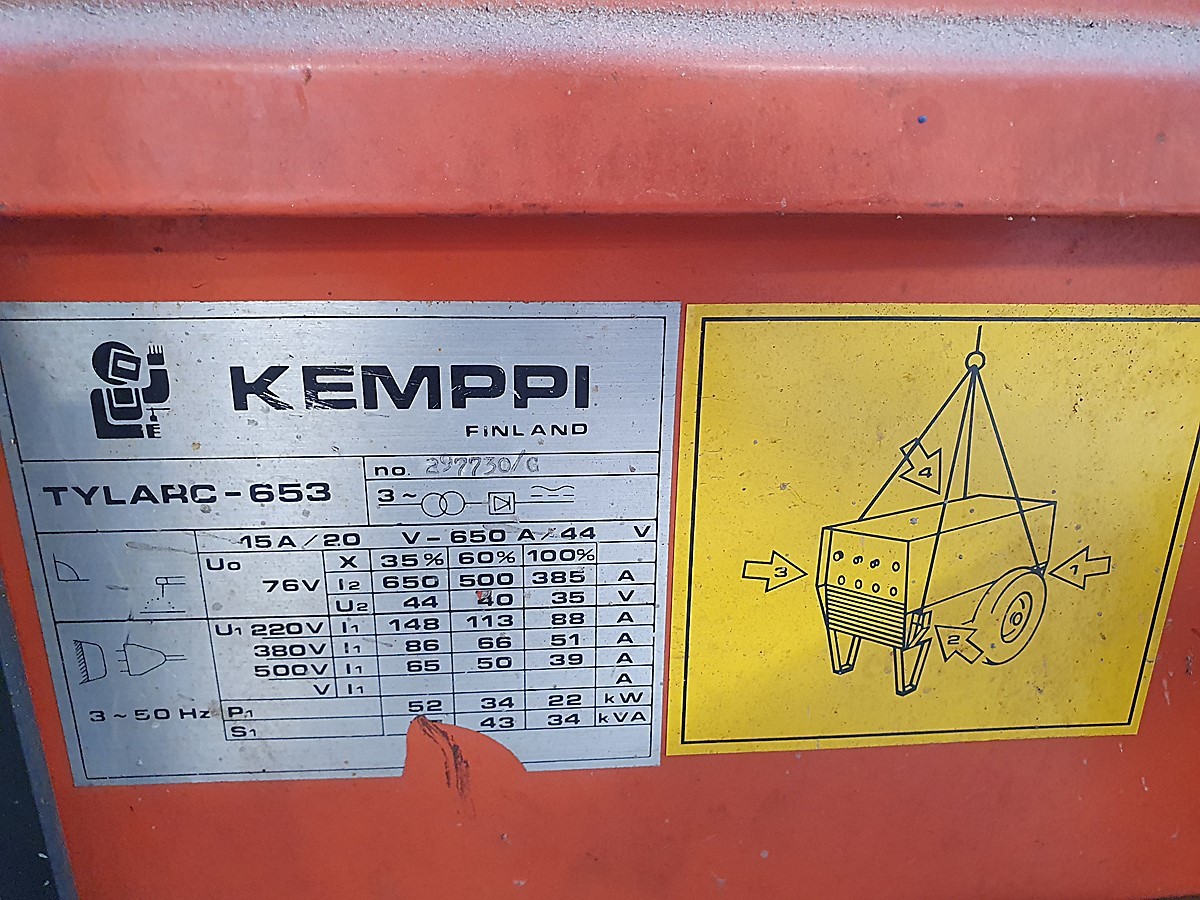 KEMPPI
FINLAND
TYLARC-653
no. 297730/G
3~
15A/20 V-650 A/44 V
U0 X 35% 60% 100%
76V I2 650 500 385 A
U2 44 40 35 V
U1 220V I1 148 113 88 A
380V I1 86 66 51 A
500V I1 65 50 39 A
V I1 A
3~50 Hz P1 52 34 22 kW
S1 43 34 kVA
4
3
1
2